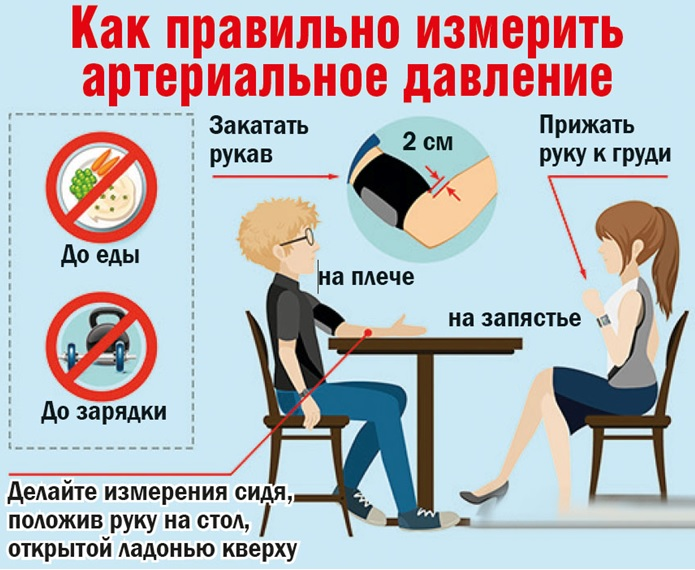 Как правильно измерить
артериальное давление
До еды
До зарядки
Закатать
рукав
2 см
Прижать
руку к груди
на плече
на запястье
Делайте измерения сидя,
положив руку на стол,
открытой ладонью кверху